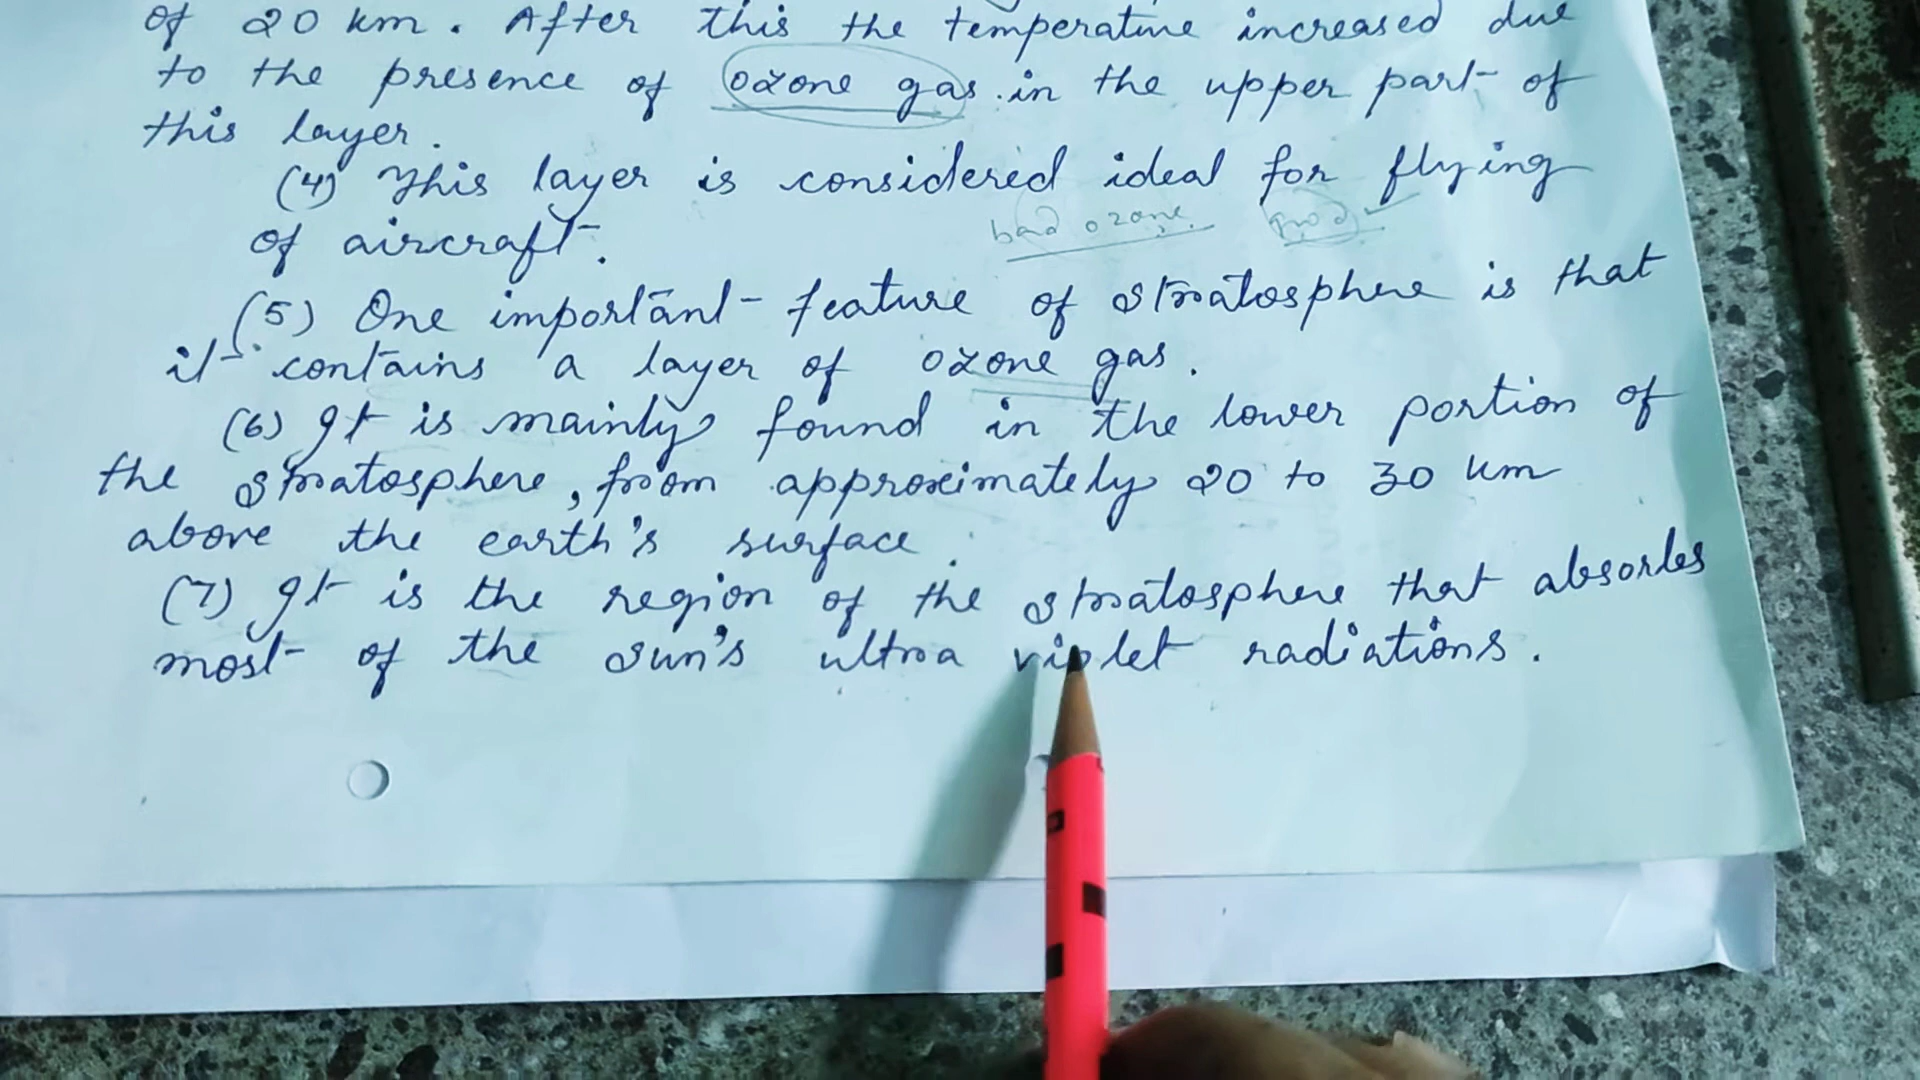 of 20 km. After this the temperature increased due
to the presence of ozone gas in the upper part of
this layer.
(4) This layer is considered ideal for flying
bad ozone. good
of aircraft.
(5) One important feature of stratosphere is that
it contains a layer of ozone gas.
(6) It is mainly found in the lower portion of
the stratosphere, from approximately 20 to 30 km
above the earth's surface.
(7) It is the region of the stratosphere that absorbes
most of the sun's ultra violet radiations.